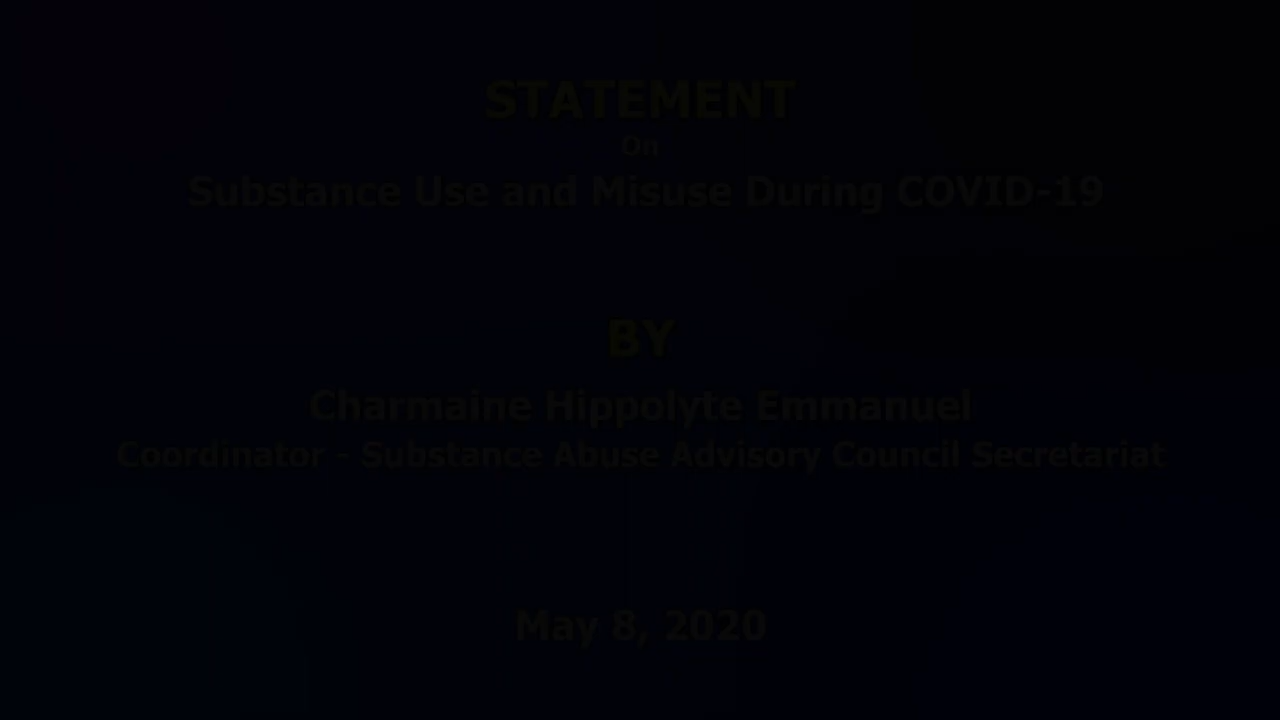 STATEMENT
On
Substance Use and Misuse During COVID-19
BY
Charmaine Hippolyte Emmanuel
Coordinator - Substance Abuse Advisory Council Secretariat
May 8, 2020